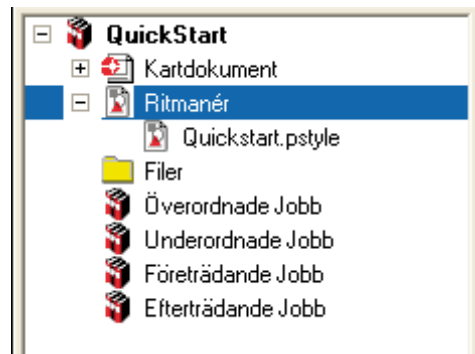 QuickStart
Kartdokument
Ritmanér
Quickstart.pstyle
Filer
Överordnade Jobb
Underordnade Jobb
Företrädande Jobb
Efterträdande Jobb